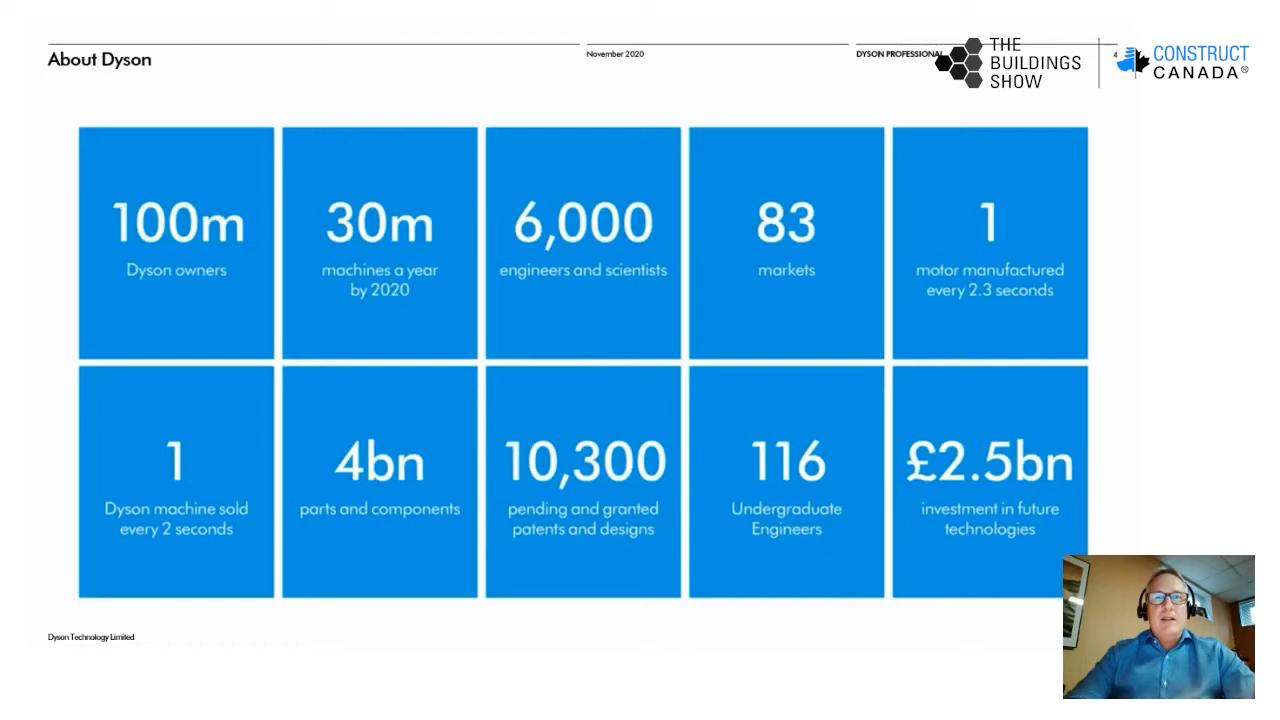 About Dyson
November 2020
DYSON PROFESSIONAL
4
THE
BUILDINGS
SHOW
CONSTRUCT
CANADA®
100m
Dyson owners
30m
machines a year
by 2020
6,000
engineers and scientists
83
markets
1
motor manufactured
every 2.3 seconds
1
Dyson machine sold
every 2 seconds
4bn
parts and components
10,300
pending and granted
patents and designs
116
Undergraduate
Engineers
£2.5bn
investment in future
technologies
Dyson Technology Limited